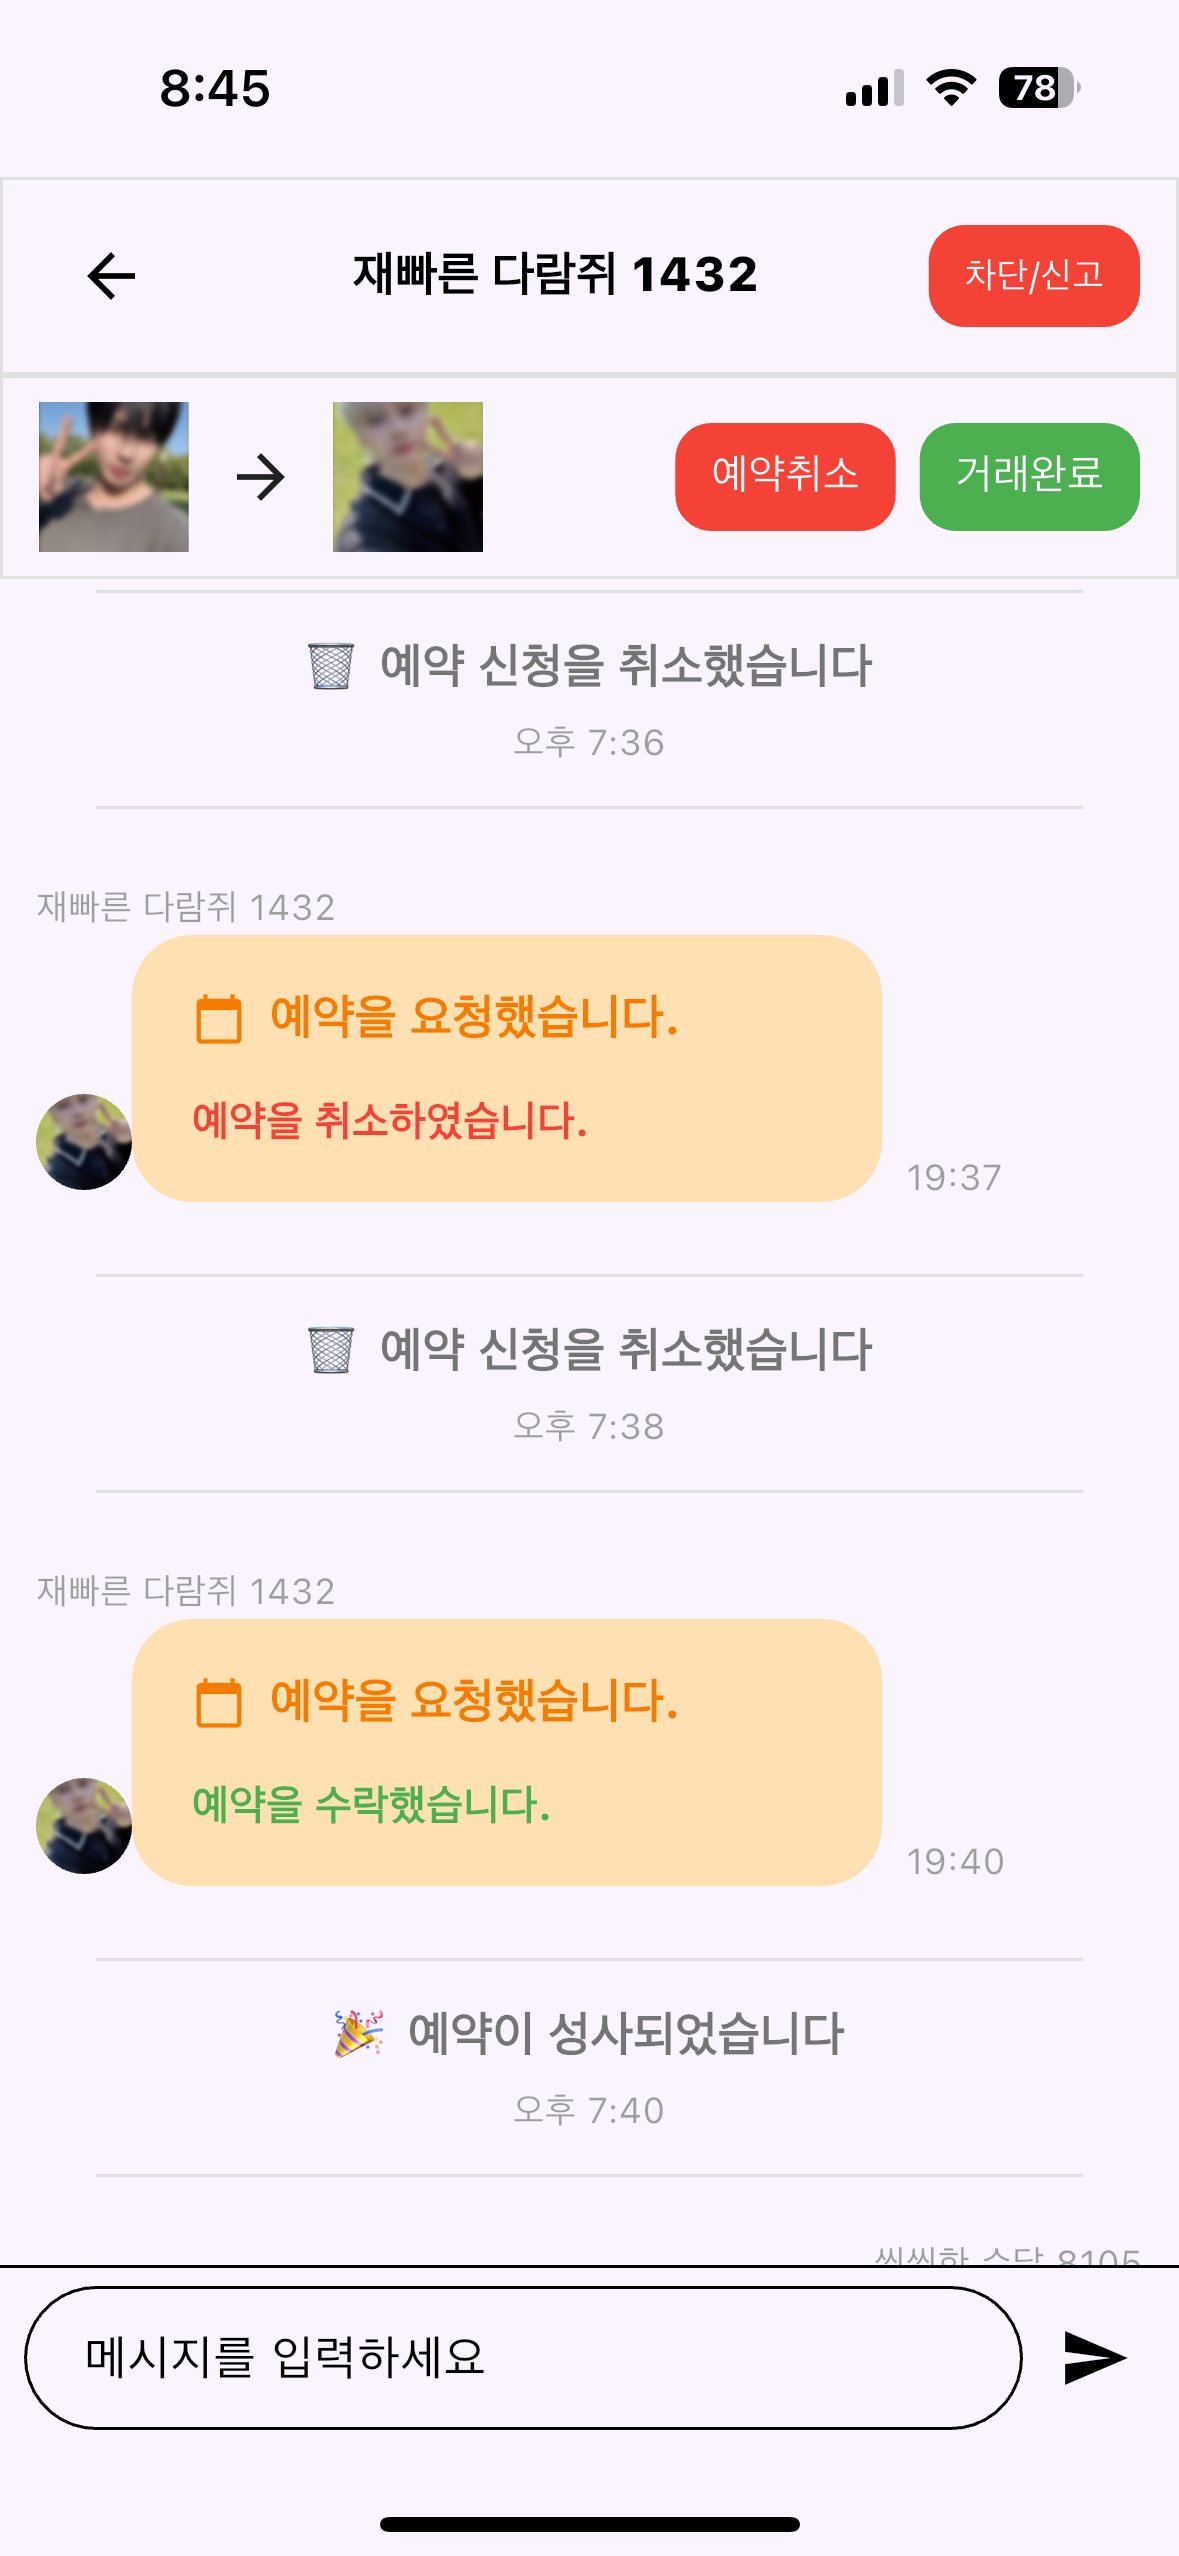 8:45
78
재빠른 다람쥐 1432
차단/신고
예약취소
거래완료
예약 신청을 취소했습니다
오후 7:36
재빠른 다람쥐 1432
예약을 요청했습니다.
예약을 취소하였습니다.
19:37
예약 신청을 취소했습니다
오후 7:38
재빠른 다람쥐 1432
예약을 요청했습니다.
예약을 수락했습니다.
19:40
예약이 성사되었습니다
오후 7:40
8105
메시지를 입력하세요